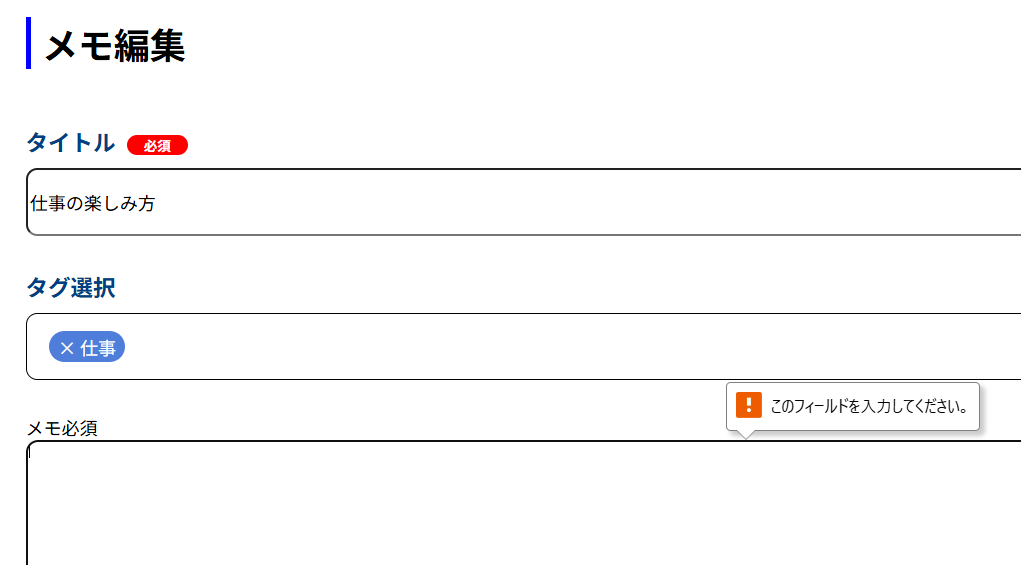 メモ編集
タイトル 必須
仕事の楽しみ方
タグ選択
× 仕事
! このフィールドを入力してください。
メモ必須